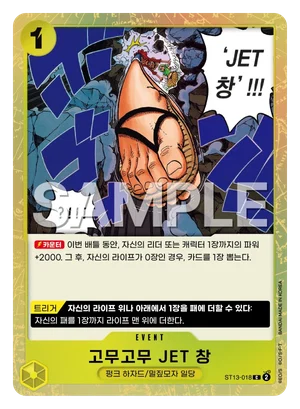 1
'JET
창' !!!
SAMPLE
카운터 이번 배틀 동안, 자신의 리더 또는 캐릭터 1장까지의 파워
+2000. 그 후, 자신의 라이프가 0장인 경우, 카드를 1장 뽑는다.
트리거 자신의 라이프 위나 아래에서 1장을 패에 더할 수 있다:
자신의 패를 1장까지 라이프 맨 위에 더한다.
EVENT
고무고무 JET 창
핑크 하자드/밀짚모자 일당
ST13-018 C 2